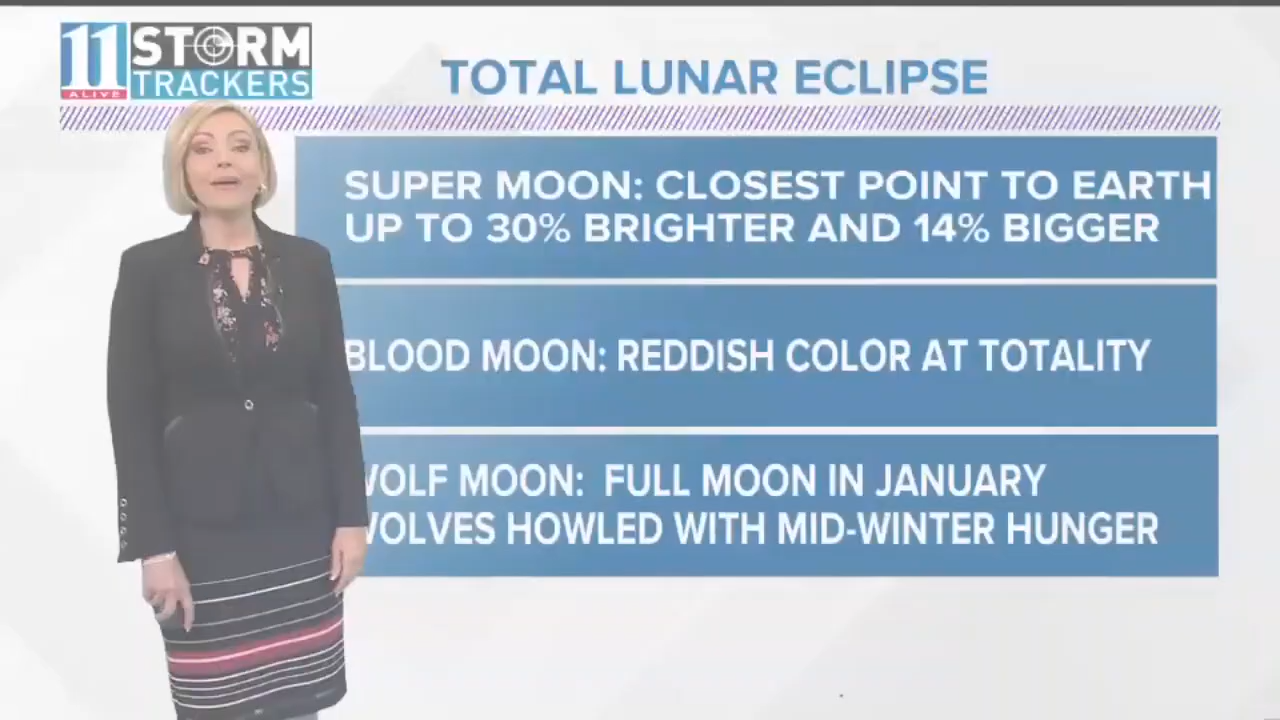 11
ALIVE
STORM
TRACKERS
TOTAL LUNAR ECLIPSE
SUPER MOON: CLOSEST POINT TO EARTH
UP TO 30% BRIGHTER AND 14% BIGGER
BLOOD MOON: REDDISH COLOR AT TOTALITY
WOLF MOON: FULL MOON IN JANUARY
WOLVES HOWLED WITH MID-WINTER HUNGER